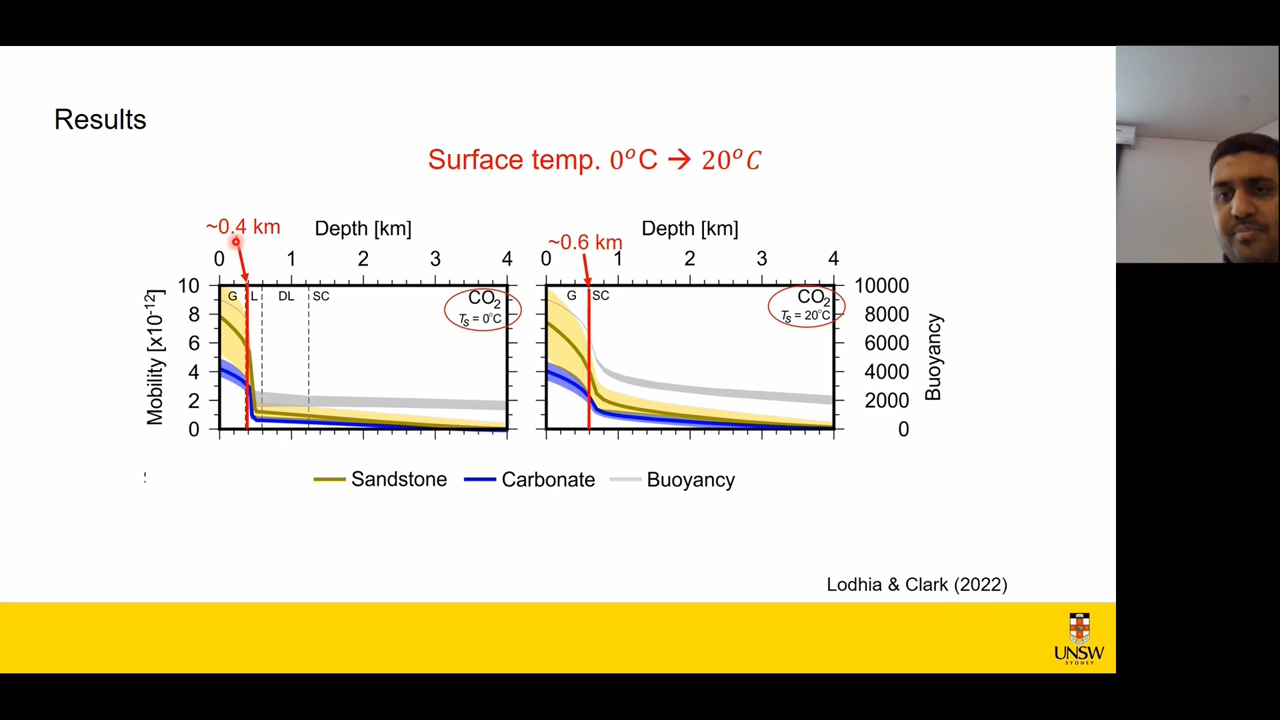 Results
Surface temp. 0°C → 20°C
~0.4 km
Depth [km]
~0.6 km
Depth [km]
0 1 2 3 4
0 1 2 3 4
10 8 6 4 2 0
Mobility [x10⁻¹²]
G L DL SC
CO₂
Tₛ = 0°C
G SC
CO₂
Tₛ = 20°C
10000 8000 6000 4000 2000 0
Buoyancy
Sandstone Carbonate Buoyancy
Lodhia & Clark (2022)
UNSW
SYDNEY